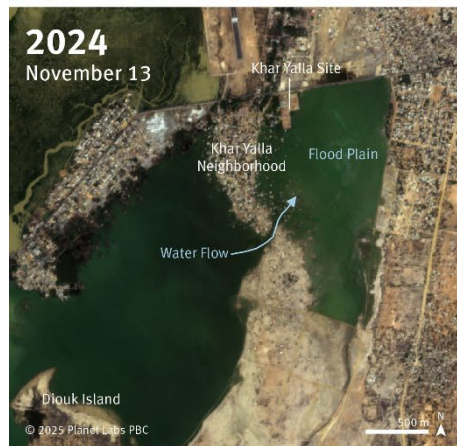 2024
November 13
Khar Yalla Site
Khar Yalla
Neighborhood
Flood Plain
Water Flow
Diouk Island
© 2025 Planet Labs PBC
500 m
N